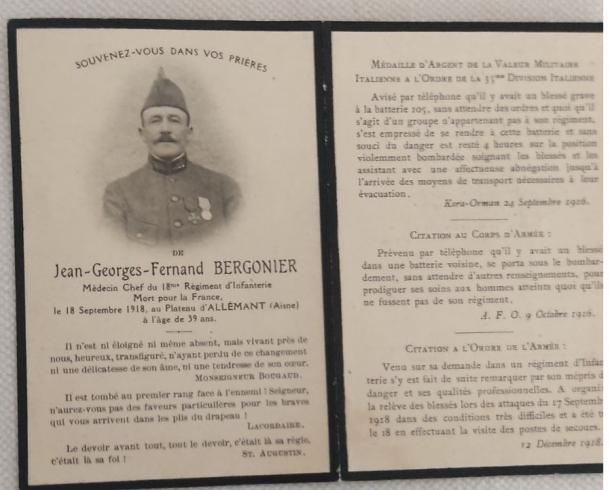 SOUVENEZ-VOUS DANS VOS PRIÈRES
DE
Jean-Georges-Fernand BERGONIER
Médecin Chef du 18me Régiment d'Infanterie
Mort pour la France,
le 18 Septembre 1918, au Plateau d'ALLEMANT (Aisne)
à l'âge de 39 ans.
Il n'est ni éloigné ni même absent, mais vivant près de
nous, heureux, transfiguré, n'ayant perdu de ce changement
ni une délicatesse de son âme, ni une tendresse de son cœur.
MONSEIGNEUR BOUGAUD.
Il est tombé au premier rang face à l'ennemi ! Seigneur,
n'aurez-vous pas des faveurs particulières pour les braves
qui vous arrivent dans les plis du drapeau !
LACORDAIRE.
Le devoir avant tout, tout le devoir, c'était là sa règle,
c'était là sa foi !
ST. AUGUSTIN.
MÉDAILLE D'ARGENT DE LA VALEUR MILITAIRE
ITALIENNE A L'ORDRE DE LA 35me DIVISION ITALIENNE
Avisé par téléphone qu'il y avait un blessé grave
à la batterie 105, sans attendre des ordres et quoi qu'il
s'agit d'un groupe n'appartenant pas à son régiment,
s'est empressé de se rendre à cette batterie et sans
souci du danger est resté 4 heures sur la position
violemment bombardée soignant les blessés et les
assistant avec une affectueuse abnégation jusqu'à
l'arrivée des moyens de transport nécessaires à leur
évacuation.
Kora-Orman 24 Septembre 1916.
CITATION AU CORPS D'ARMÉE :
Prévenu par téléphone qu'il y avait un blessé
dans une batterie voisine, se porta sous le bombar-
dement, sans attendre d'autres renseignements, pour
prodiguer ses soins aux hommes atteints quoi qu'ils
ne fussent pas de son régiment.
A. F. O. 9 Octobre 1916.
CITATION A L'ORDRE DE L'ARMÉE :
Venu sur sa demande dans un régiment d'Infan-
terie s'y est fait de suite remarquer par son mépris d
danger et ses qualités professionnelles. A organi
la relève des blessés lors des attaques du 17 Septemb
1918 dans des conditions très difficiles et a été t
le 18 en effectuant la visite des postes de secours.
12 Décembre 1918.